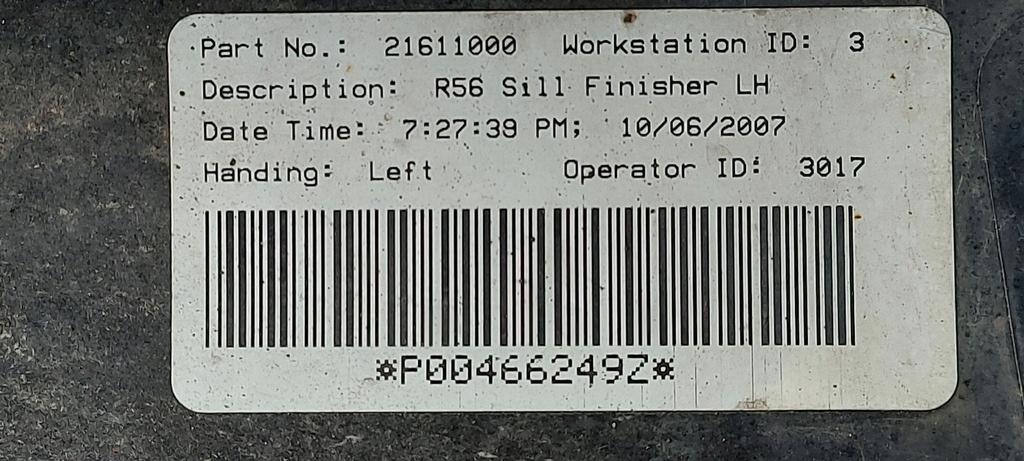 Part No.: 21611000 Workstation ID: 3
Description: R56 Sill Finisher LH
Date Time: 7:27:39 PM; 10/06/2007
Handing: Left Operator ID: 3017
*P00466249Z*